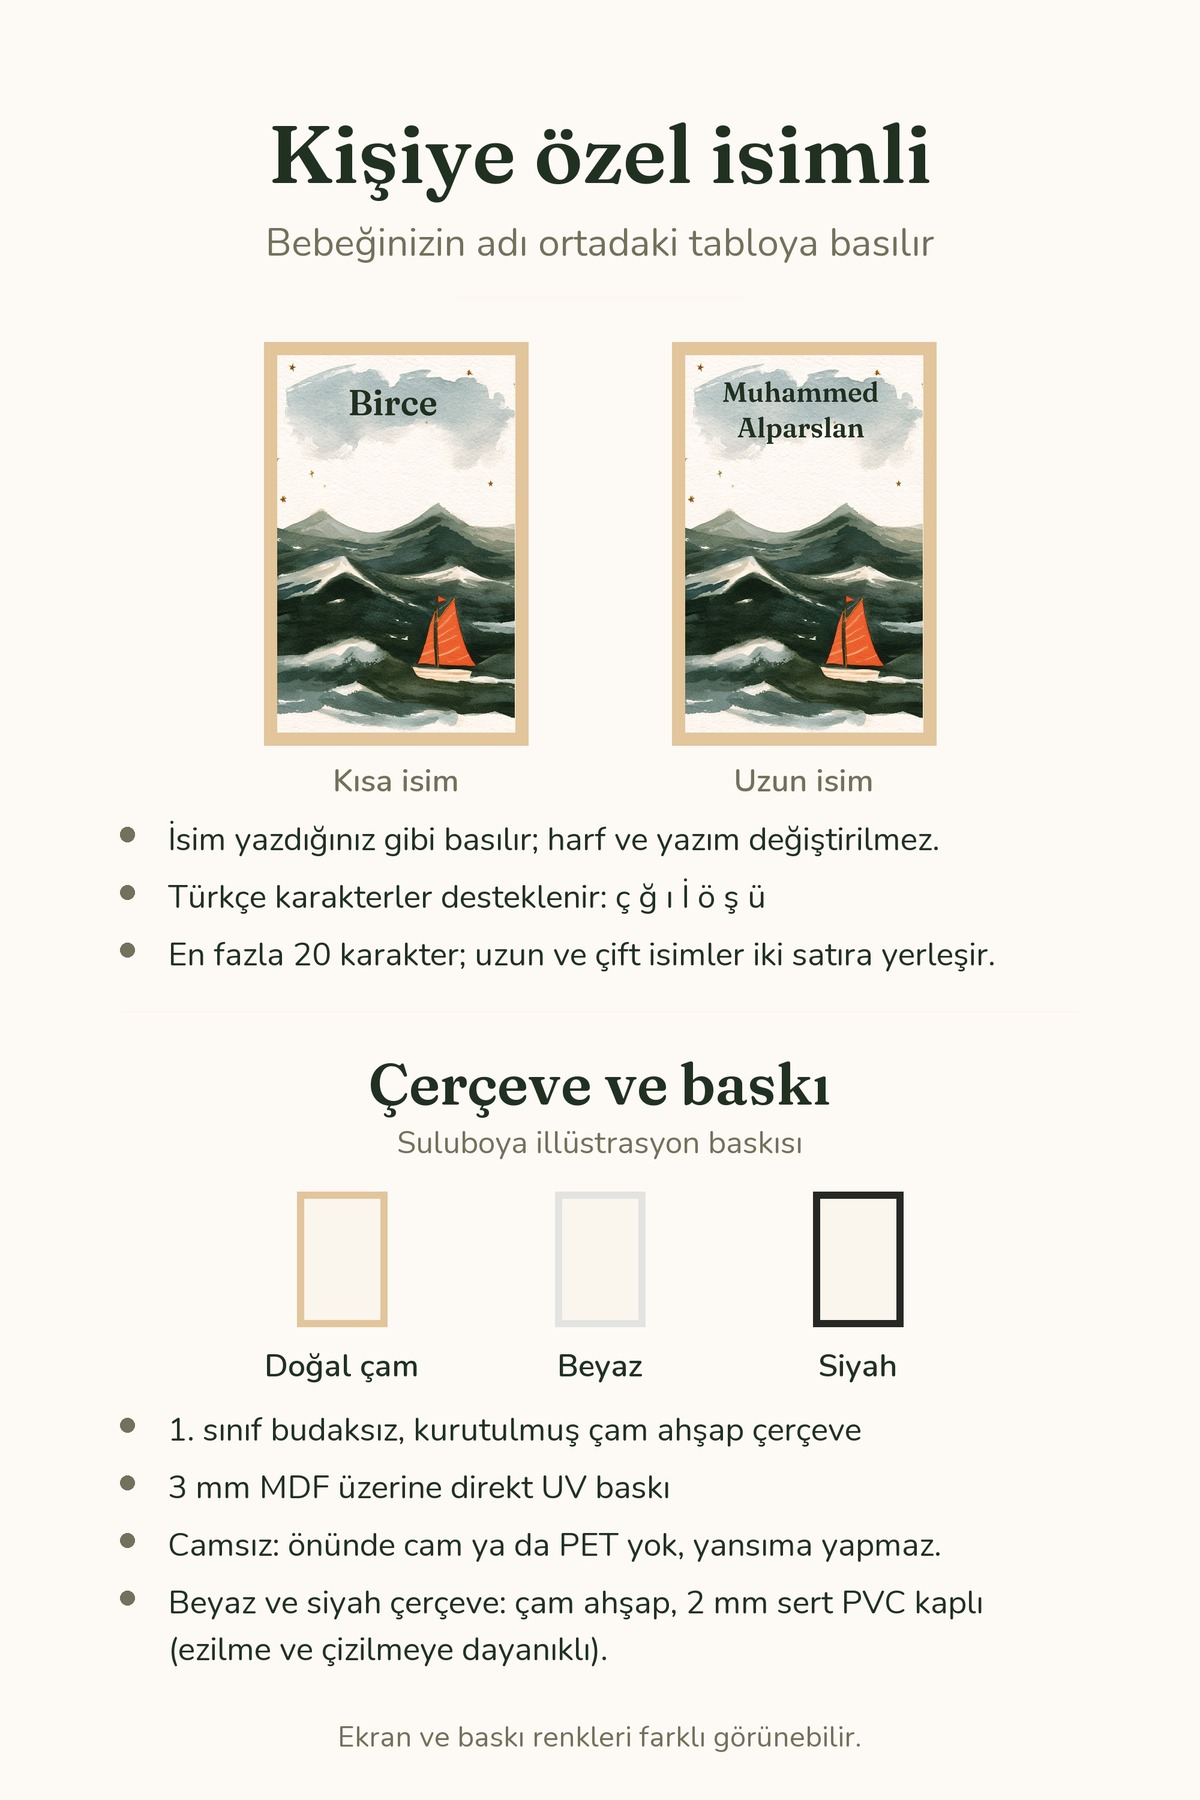 Kişiye özel isimli
Bebeğinizin adı ortadaki tabloya basılır
Birce
Muhammed
Alparslan
Kısa isim
Uzun isim
İsim yazdığınız gibi basılır; harf ve yazım değiştirilmez.
Türkçe karakterler desteklenir: ç ğ ı İ ö ş ü
En fazla 20 karakter; uzun ve çift isimler iki satıra yerleşir.
Çerçeve ve baskı
Suluboya illüstrasyon baskısı
Doğal çam
Beyaz
Siyah
1. sınıf budaksız, kurutulmuş çam ahşap çerçeve
3 mm MDF üzerine direkt UV baskı
Camsız: önünde cam ya da PET yok, yansıma yapmaz.
Beyaz ve siyah çerçeve: çam ahşap, 2 mm sert PVC kaplı
(ezilme ve çizilmeye dayanıklı).
Ekran ve baskı renkleri farklı görünebilir.